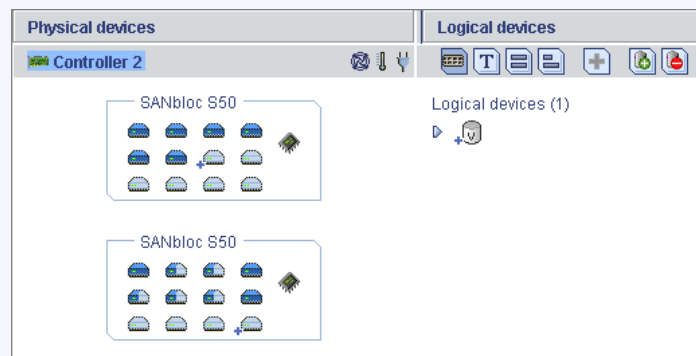 Physical devices
Logical devices
Controller 2
T
SANbloc S50
Logical devices (1)
V
SANbloc S50